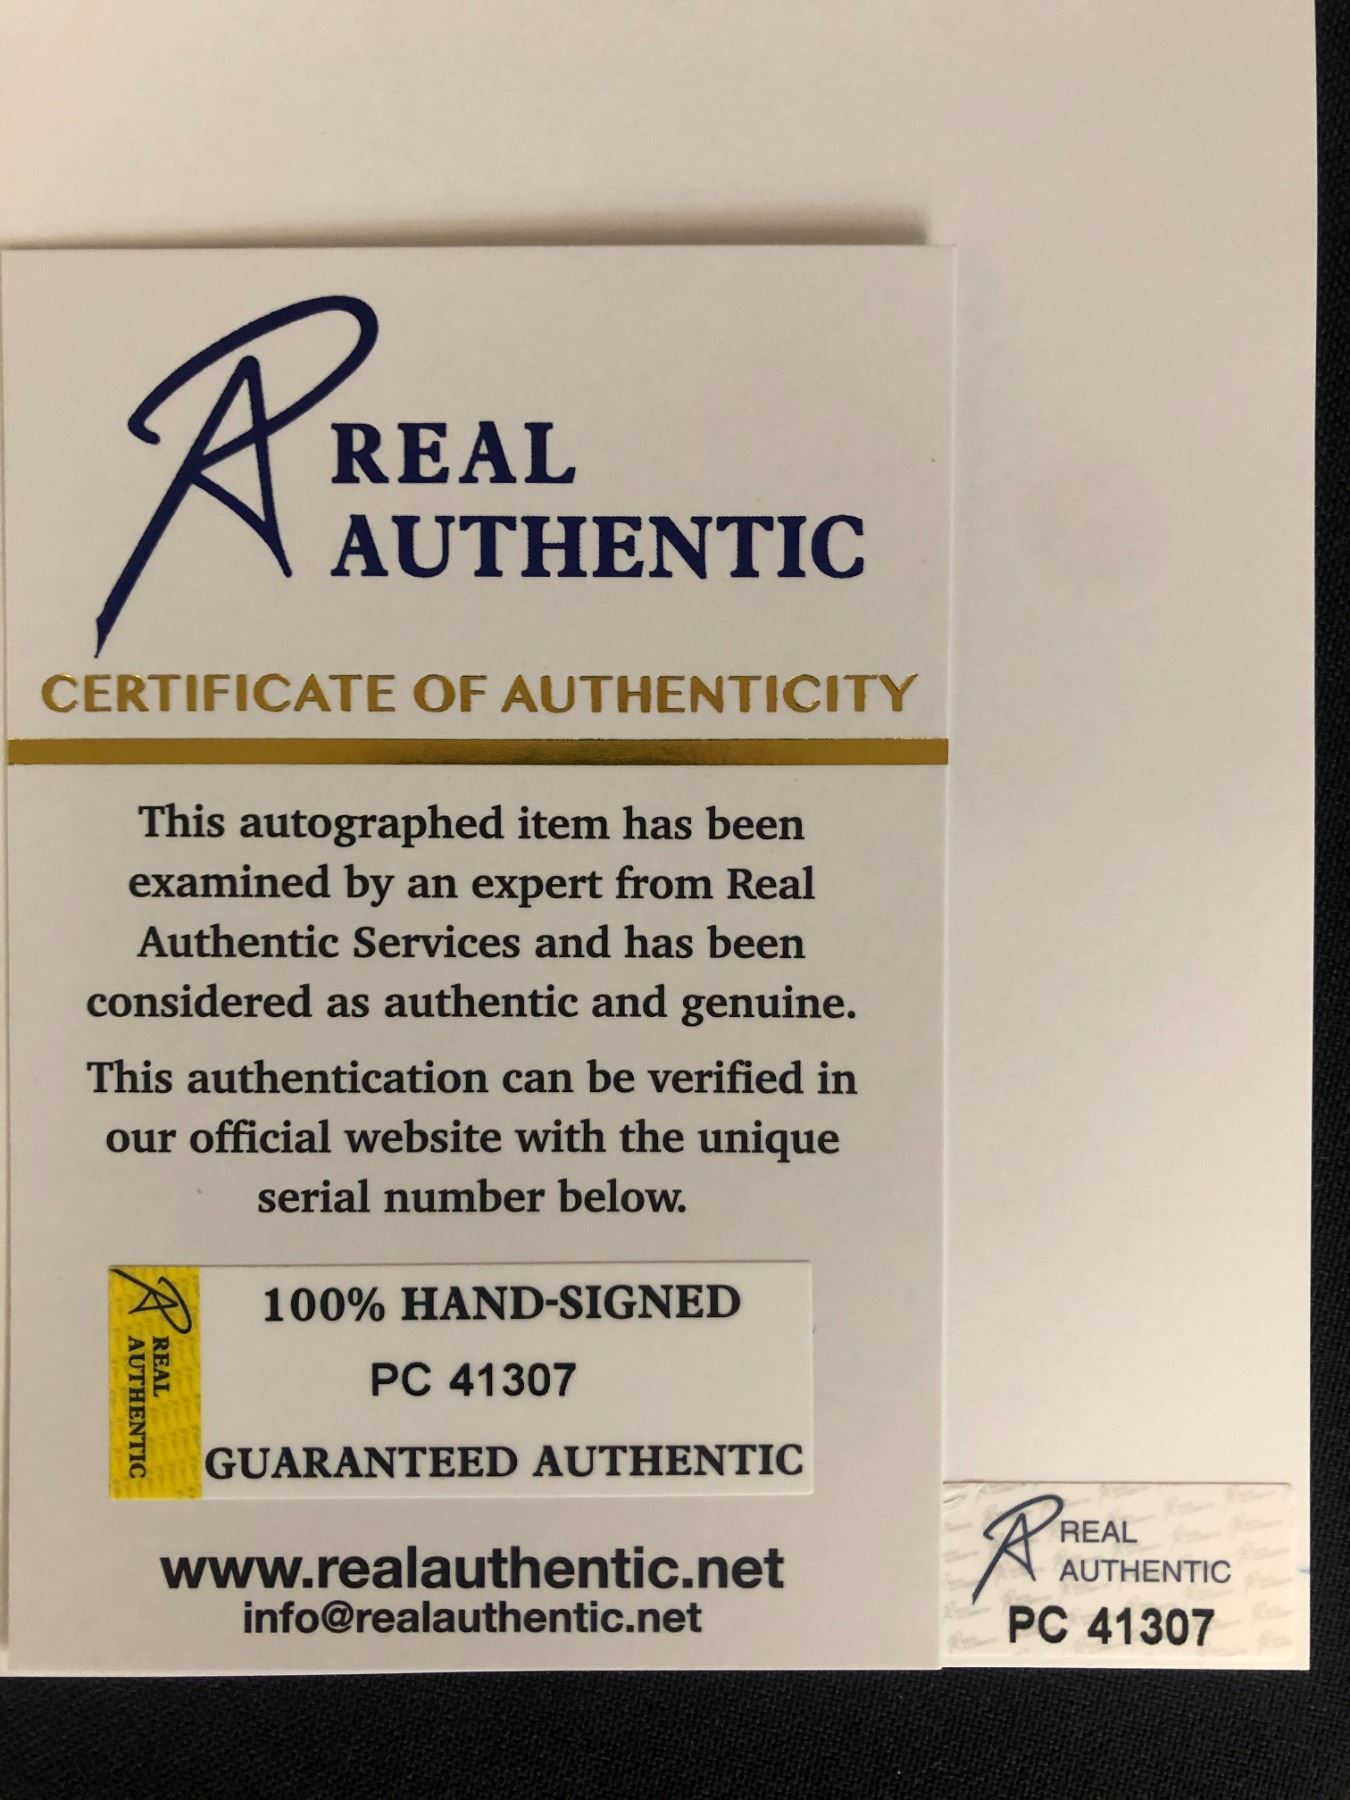 REAL
AUTHENTIC
CERTIFICATE OF AUTHENTICITY
This autographed item has been
examined by an expert from Real
Authentic Services and has been
considered as authentic and genuine.
This authentication can be verified in
our official website with the unique
serial number below.
REAL
AUTHENTIC
100% HAND-SIGNED
PC 41307
GUARANTEED AUTHENTIC
www.realauthentic.net
info@realauthentic.net
REAL
AUTHENTIC
PC 41307